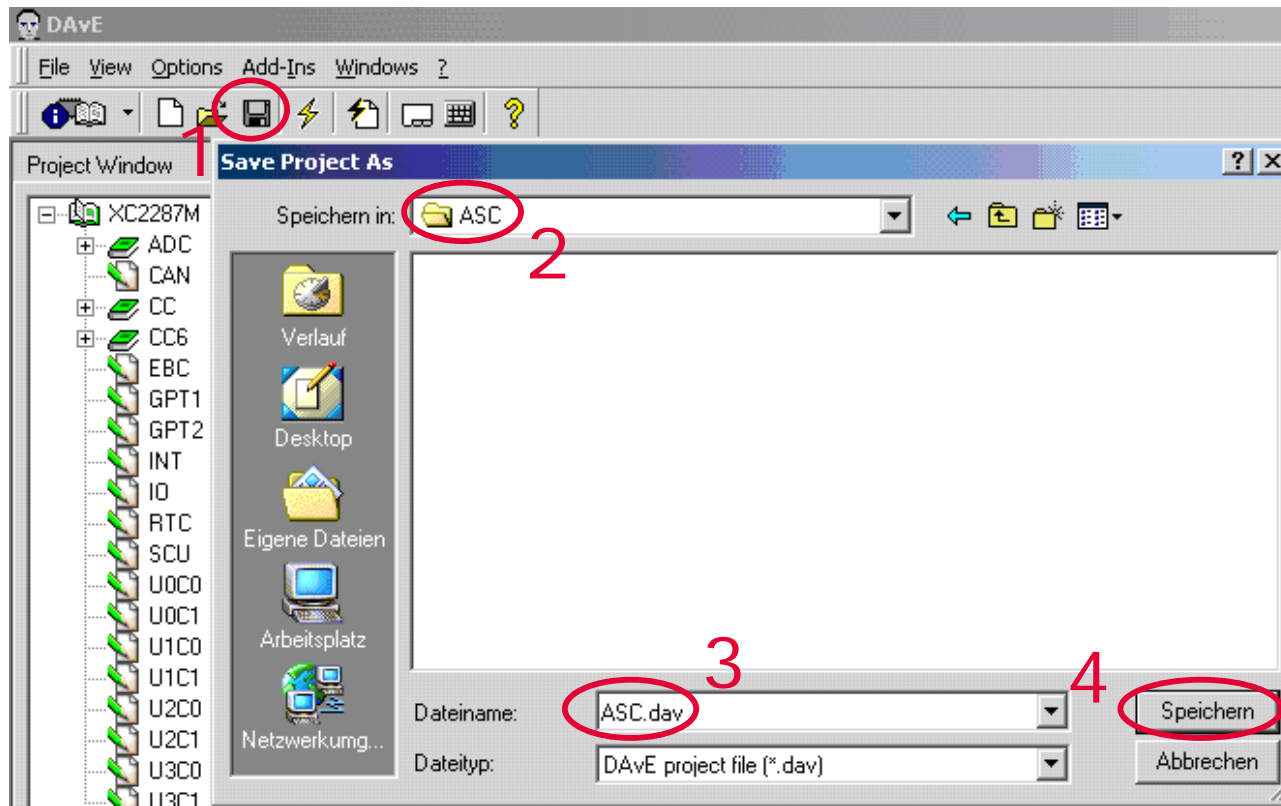 DAvE
File View Options Add-Ins Windows ?
1
Project Window
Save Project As
Speichern in: ASC
2
XC2287M
ADC
CAN
CC
CC6
EBC
GPT1
GPT2
INT
IO
RTC
SCU
U0C0
U0C1
U1C0
U1C1
U2C0
U2C1
U3C0
U3C1
Verlauf
Desktop
Eigene Dateien
Arbeitsplatz
Netzwerkumg...
3
4
Dateiname: ASC.dav
Speichern
Dateityp: DAvE project file (*.dav)
Abbrechen